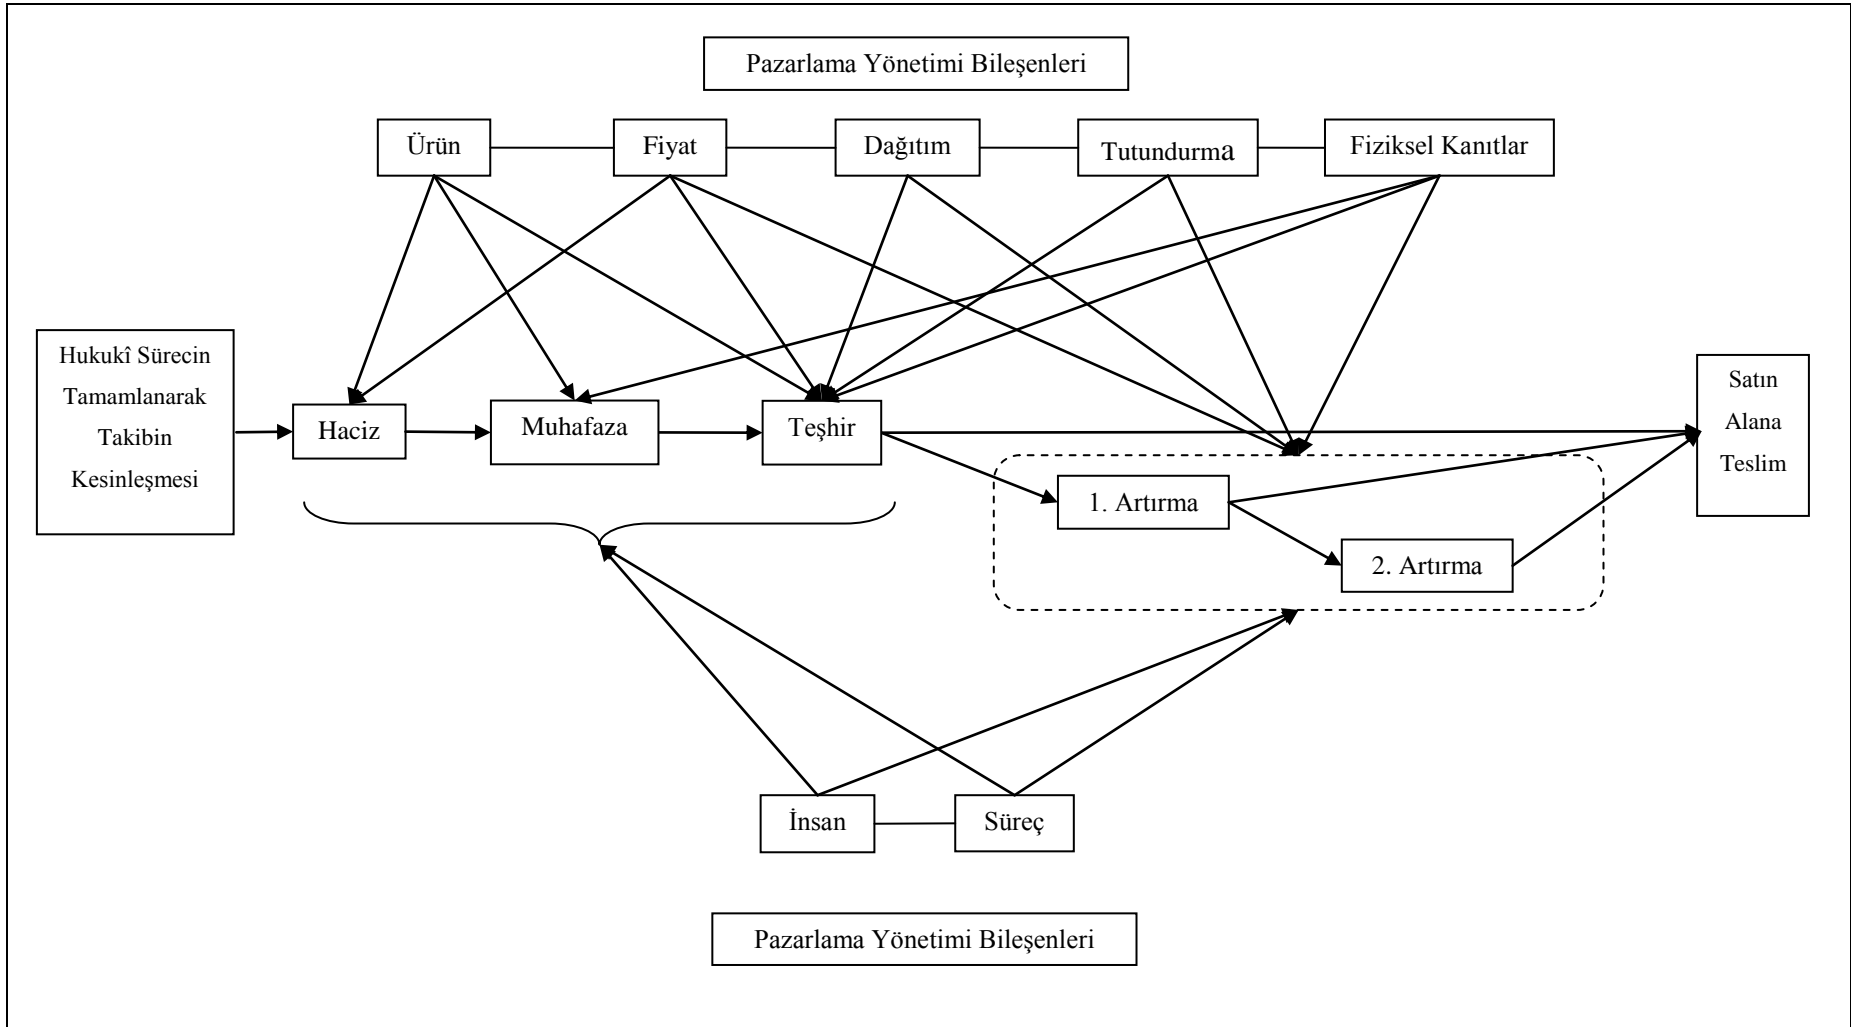 Pazarlama Yönetimi Bileşenleri
Ürün
Fiyat
Dağıtım
Tutundurma
Fiziksel Kanıtlar
Hukukî Sürecin
Tamamlanarak
Takibin
Kesinleşmesi
Haciz
Muhafaza
Teşhir
1. Artırma
2. Artırma
Satın
Alana
Teslim
İnsan
Süreç
Pazarlama Yönetimi Bileşenleri